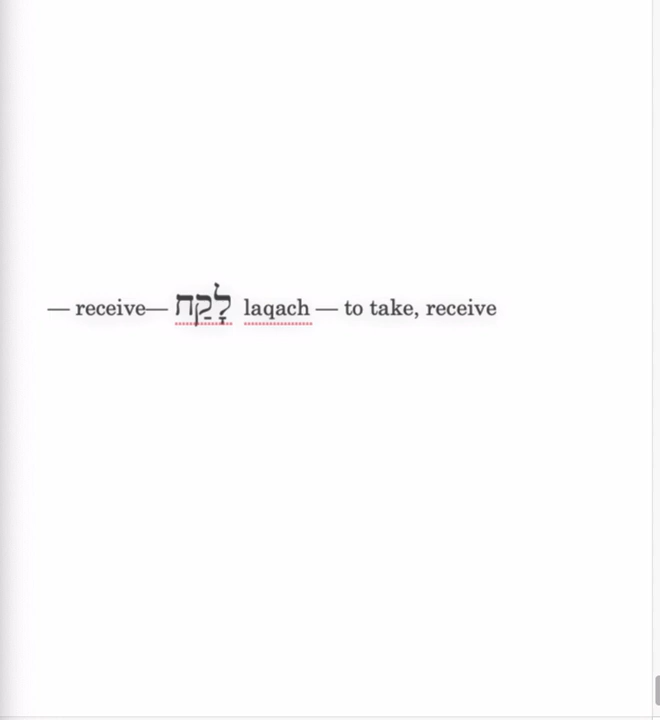 — receive— לָקַח laqach — to take, receive